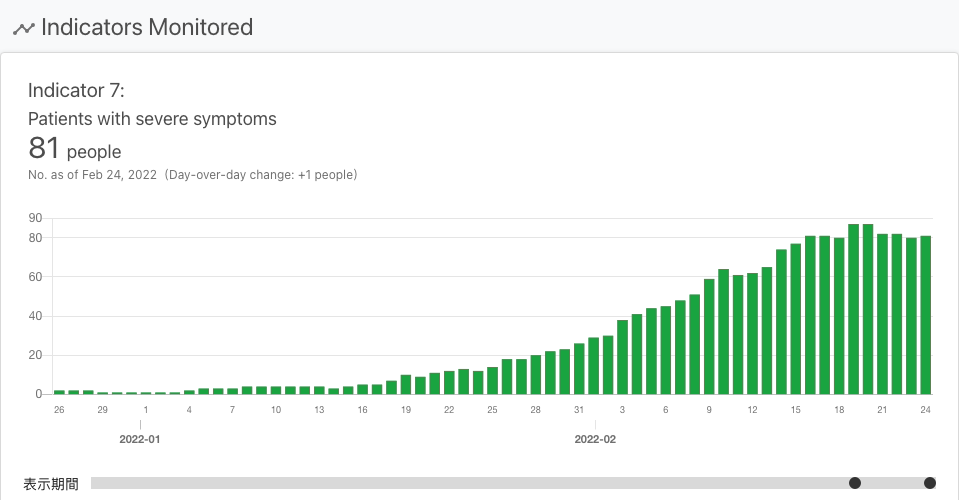 Indicators Monitored
Indicator 7:
Patients with severe symptoms
81 people
No. as of Feb 24, 2022 (Day-over-day change: +1 people)
90
80
60
40
20
0
26 29 1 4 7 10 13 16 19 22 25 28 31 3 6 9 12 15 18 21 24
2022-01 2022-02
表示期間